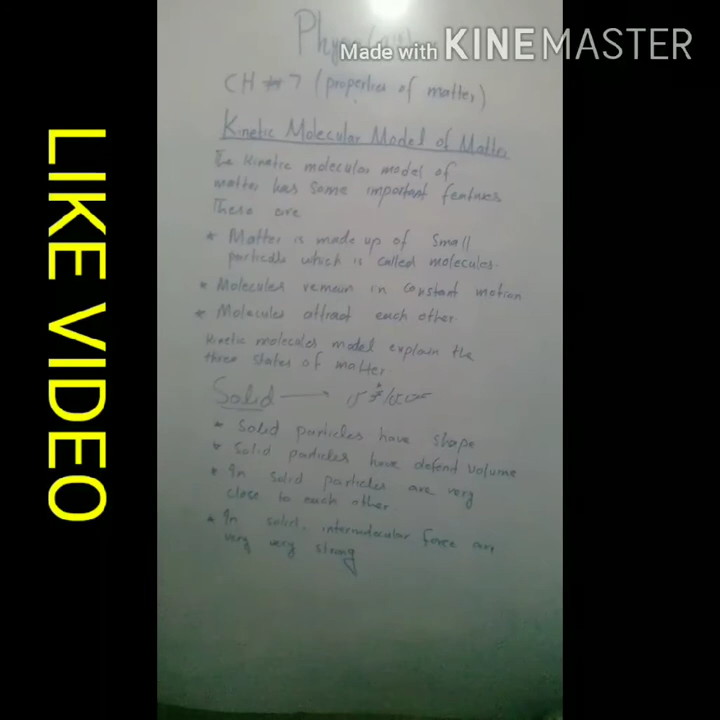 Made with KINEMASTER
LIKE VIDEO
CH # 7 (properties of matter)
Kinetic Molecular Model of Matter
The kinetic molecular model of
matter has some important features
These are
* Matter is made up of small
particals which is called molecules.
* Molecules remain in constant motion
* Molecules attract each other.
kinetic molecules model explain the
three states of matter
Solid
* Solid particles have shape
* Solid particles have defenit volume
* In solid particles are very
close to each other
* In solid, intermolecular force are
very very strong